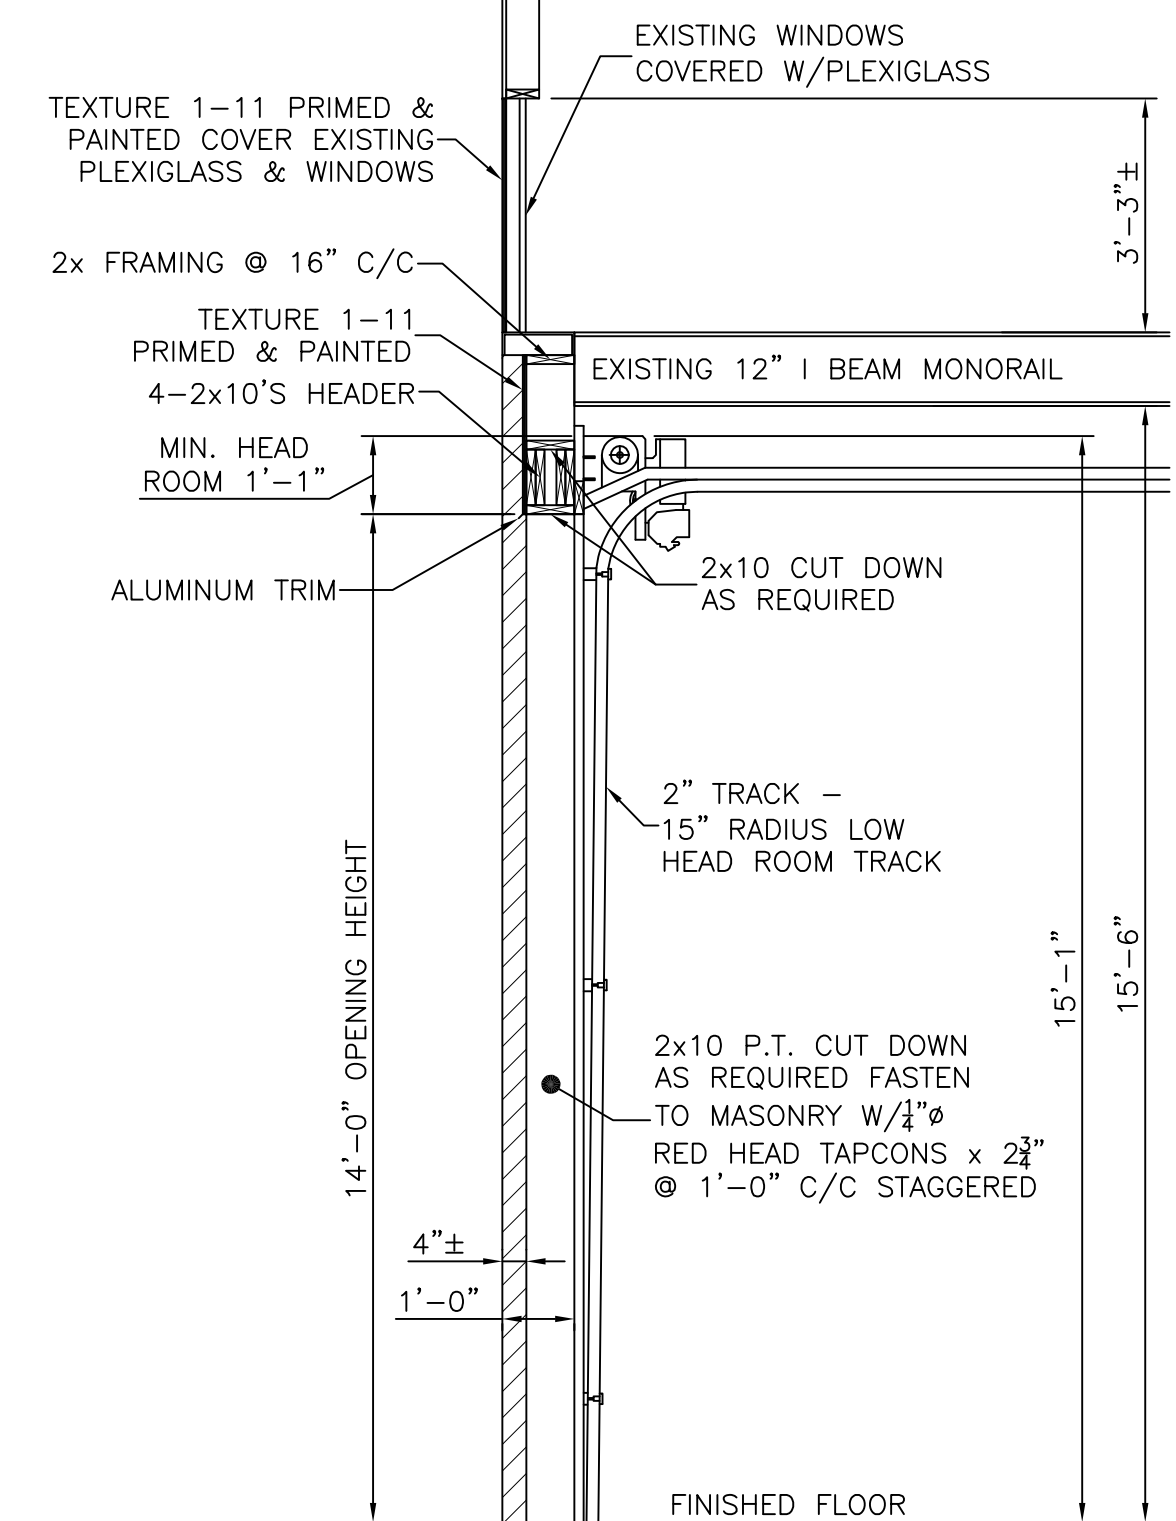 EXISTING WINDOWS
COVERED W/PLEXIGLASS
TEXTURE 1-11 PRIMED &
PAINTED COVER EXISTING
PLEXIGLASS & WINDOWS
3'-3"±
2x FRAMING @ 16" C/C
TEXTURE 1-11
PRIMED & PAINTED
EXISTING 12" I BEAM MONORAIL
4-2x10'S HEADER
MIN. HEAD
ROOM 1'-1"
ALUMINUM TRIM
2x10 CUT DOWN
AS REQUIRED
2" TRACK -
15" RADIUS LOW
HEAD ROOM TRACK
14'-0" OPENING HEIGHT
15'-1"
15'-6"
2x10 P.T. CUT DOWN
AS REQUIRED FASTEN
TO MASONRY W/¼"ø
RED HEAD TAPCONS x 2¾"
@ 1'-0" C/C STAGGERED
4"±
1'-0"
FINISHED FLOOR